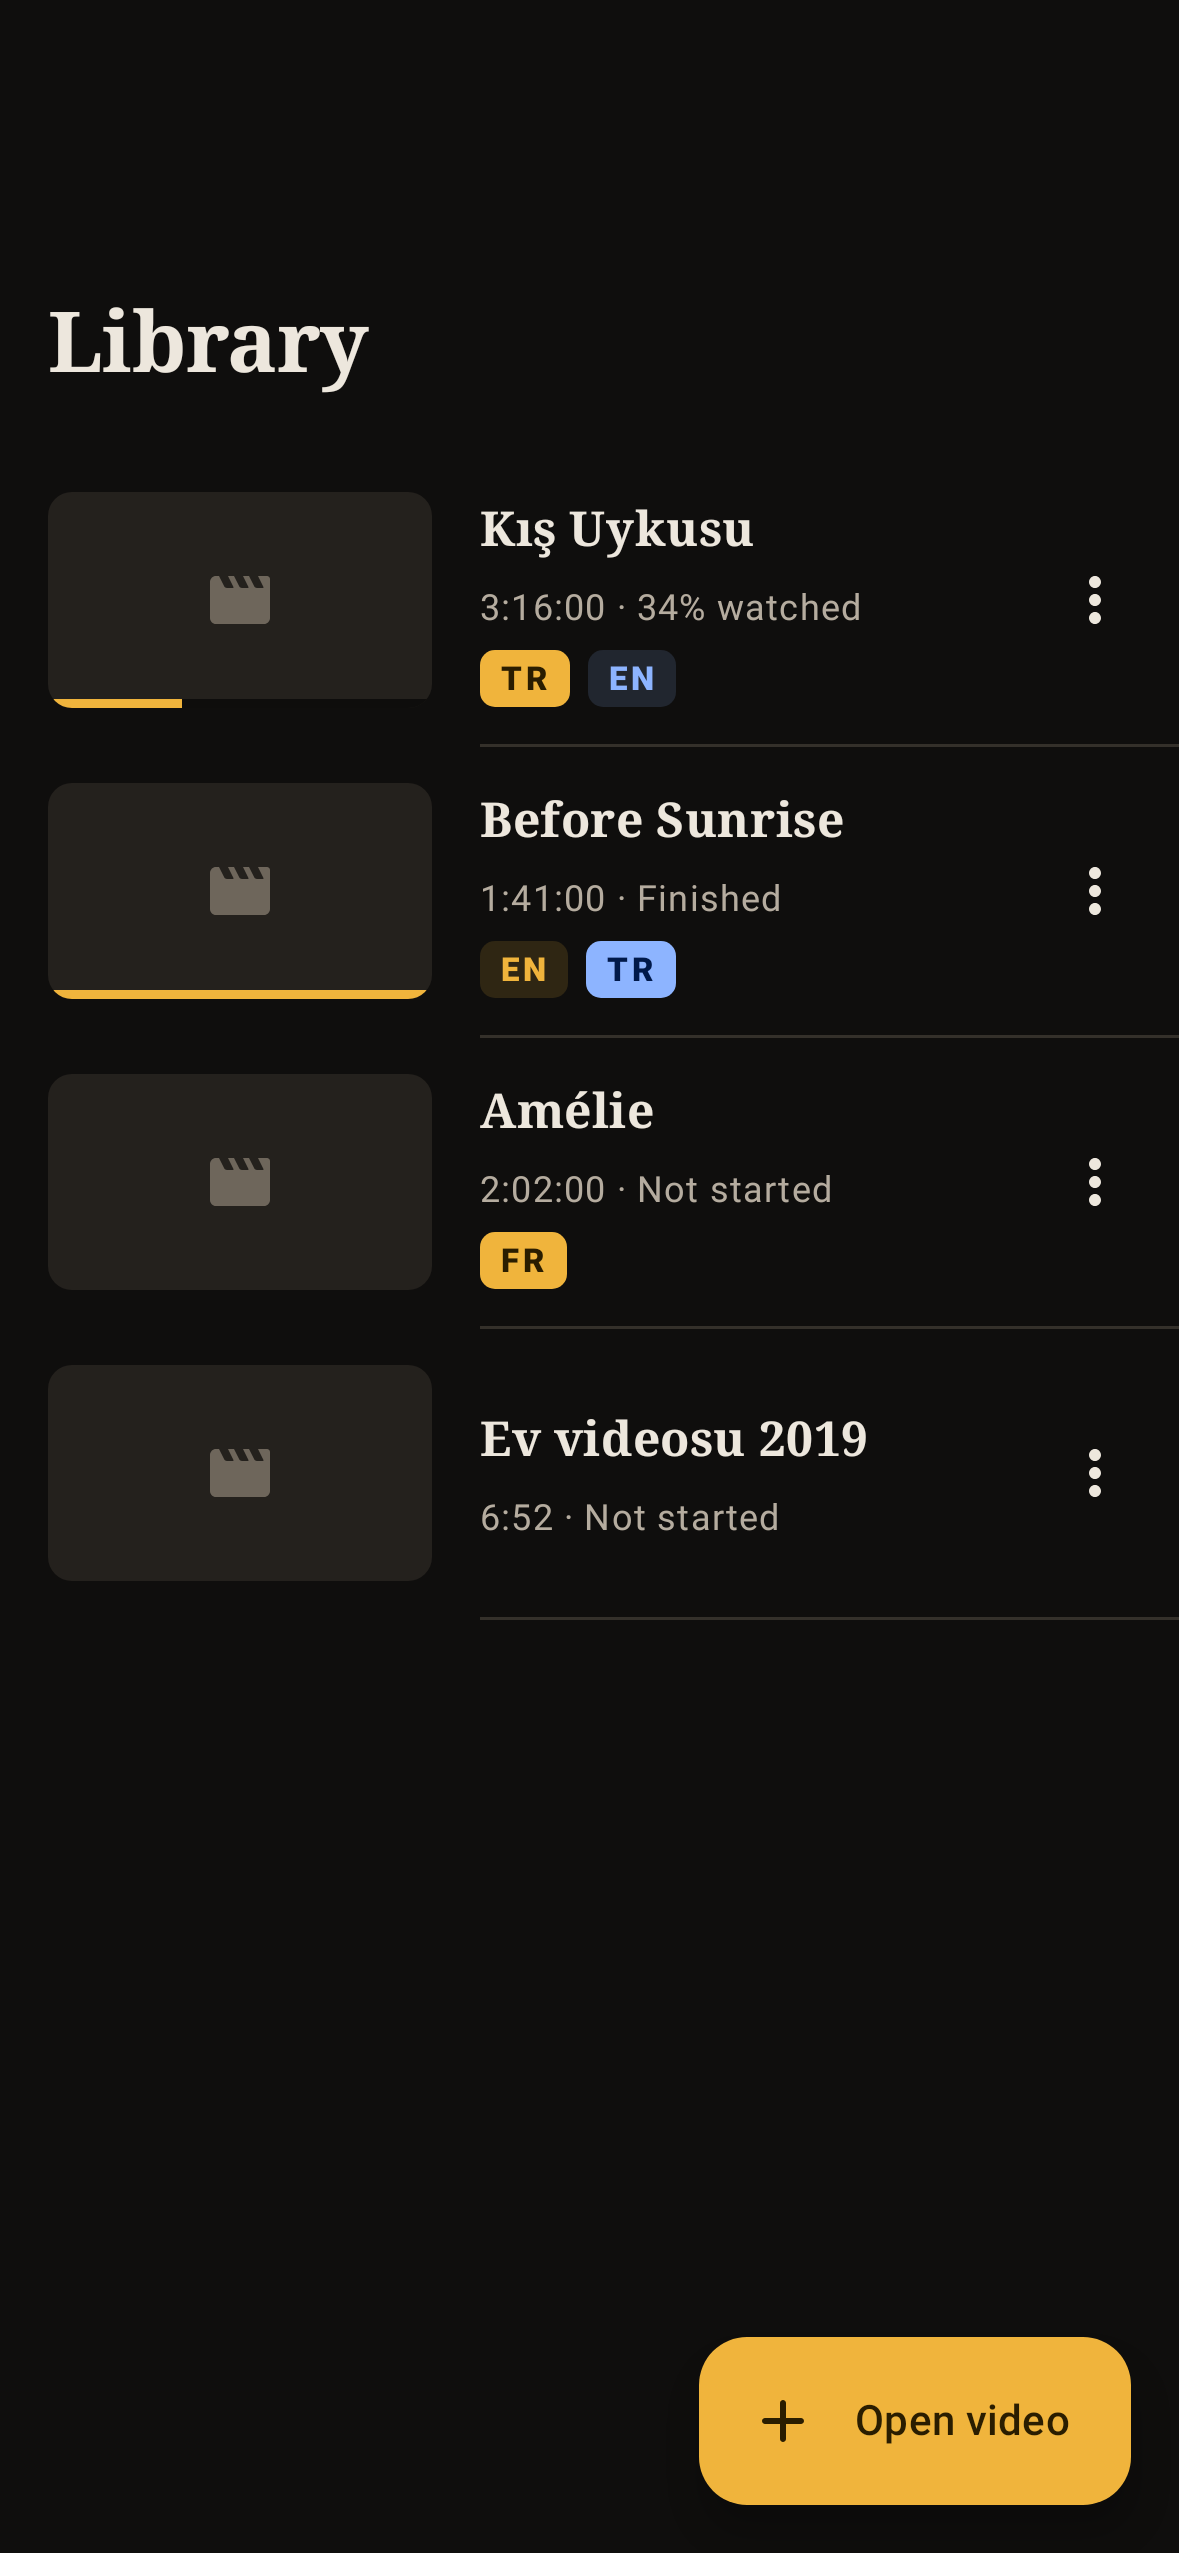 Library
Kış Uykusu
3:16:00 · 34% watched
TR EN
Before Sunrise
1:41:00 · Finished
EN TR
Amélie
2:02:00 · Not started
FR
Ev videosu 2019
6:52 · Not started
Open video